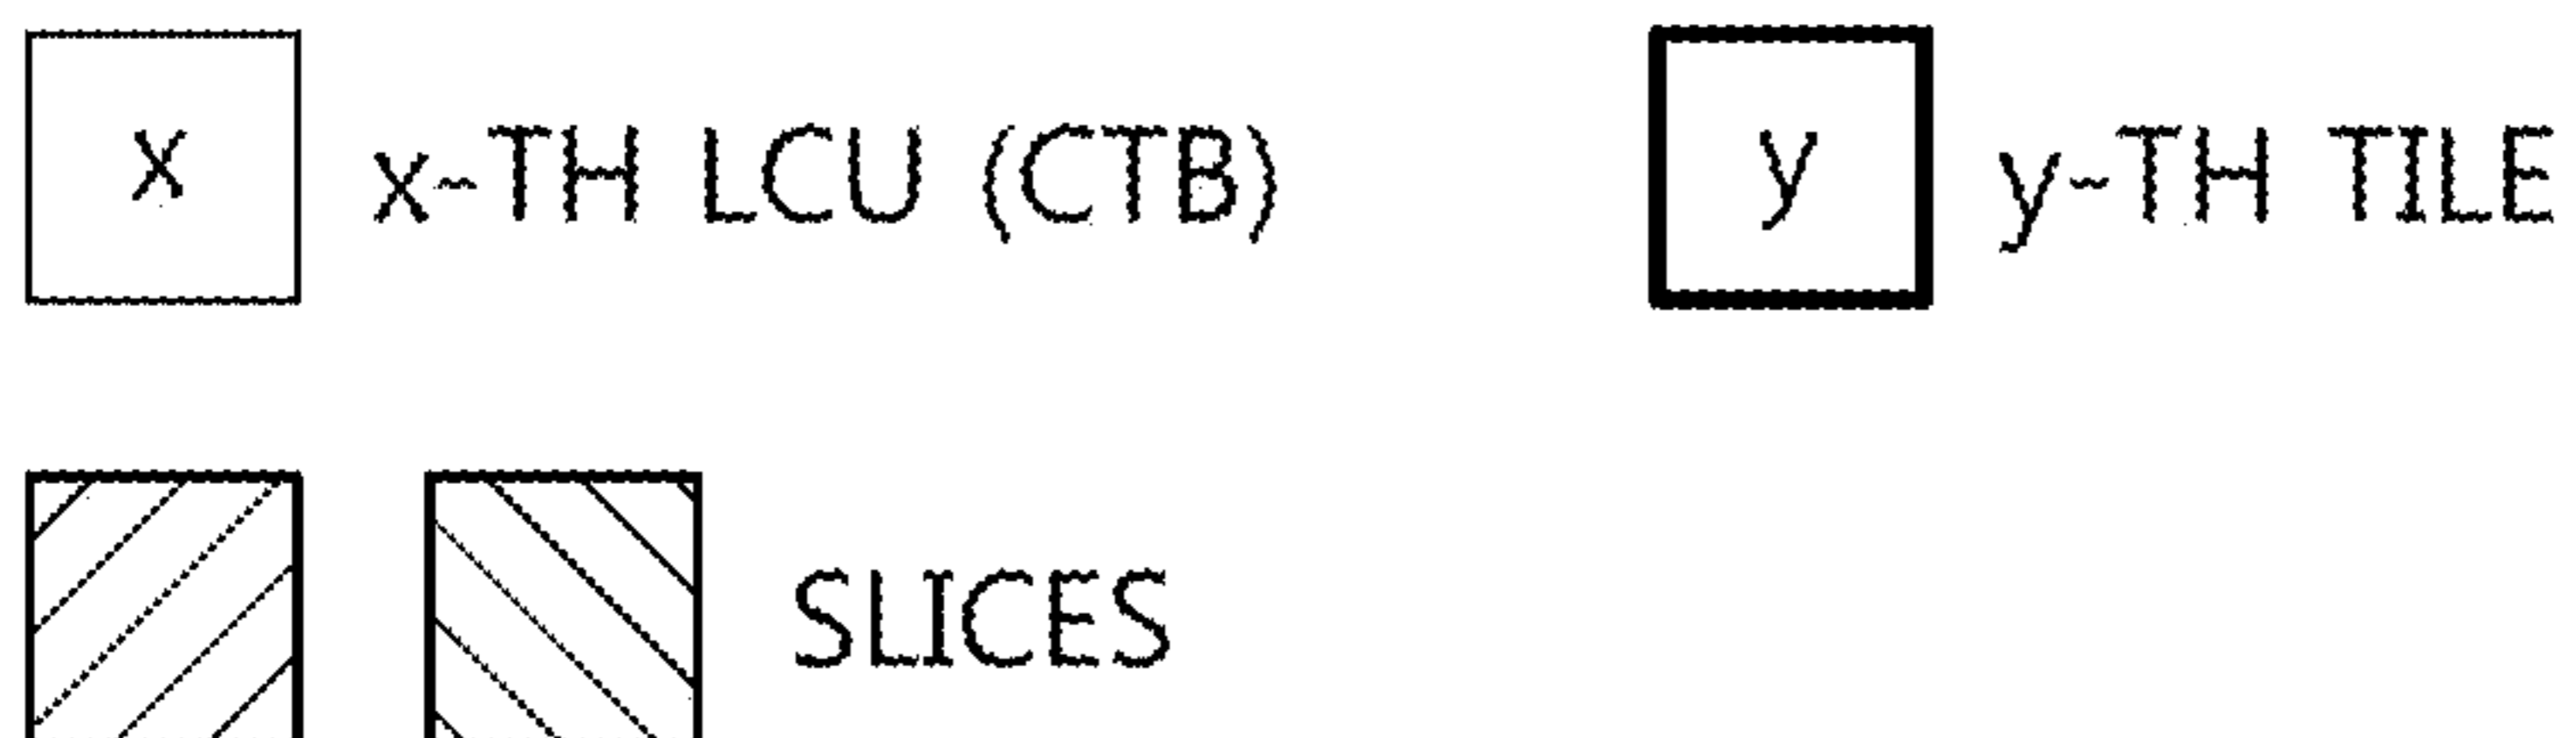 x x-TH LCU (CTB) y y-TH TILE
SLICES